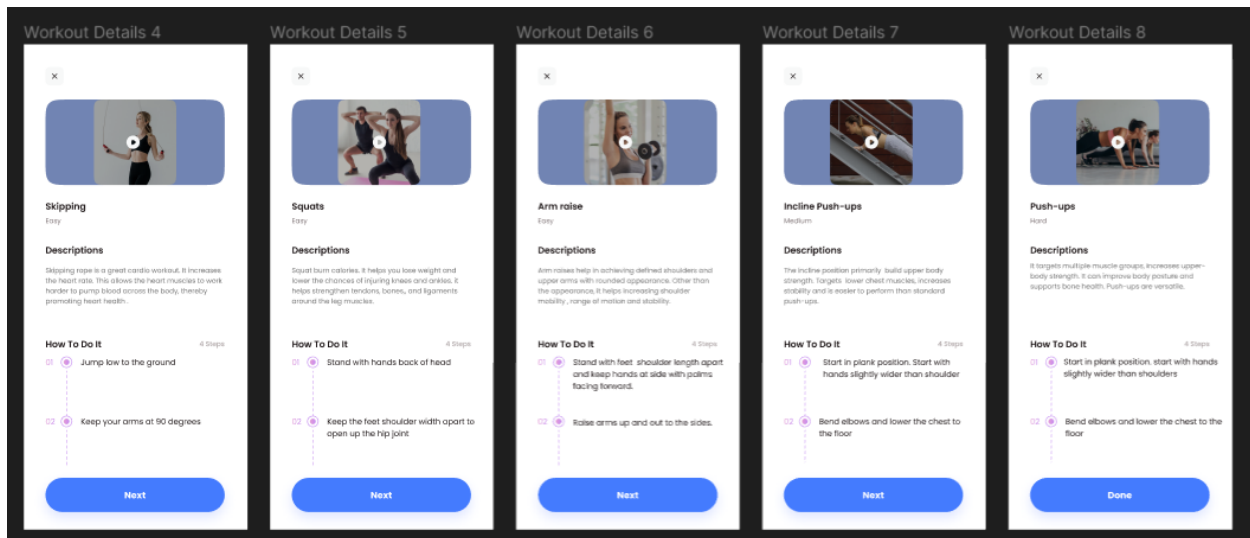 Workout Details 4
×
Skipping
Easy
Descriptions
Skipping rope is a great cardio workout. It increases
the heart rate. This allows the heart muscles to work
harder to pump blood across the body, thereby
promoting heart health.
How To Do It
4 Steps
01
Jump low to the ground
02
Keep your arms at 90 degrees
Next
Workout Details 5
×
Squats
Easy
Descriptions
Squat burn calories. It helps you lose weight and
lower the chances of injuring knees and ankles. It
helps strengthen tendons, bones, and ligaments
around the leg muscles.
How To Do It
4 Steps
01
Stand with hands back of head
02
Keep the feet shoulder width apart to
open up the hip joint
Next
Workout Details 6
×
Arm raise
Easy
Descriptions
Arm raises help in achieving defined shoulders and
upper arms with rounded appearance. Other than
the appearance, it helps increasing shoulder
mobility , range of motion and stability.
How To Do It
4 Steps
01
Stand with feet shoulder length apart
and keep hands at side with palms
facing forward.
02
Raise arms up and out to the sides.
Next
Workout Details 7
×
Incline Push-ups
Medium
Descriptions
The incline position primarily build upper body
strength. Targets lower chest muscles, increases
stability and is easier to perform than standard
push-ups.
How To Do It
4 Steps
01
Start in plank position. Start with
hands slightly wider than shoulder
02
Bend elbows and lower the chest to
the floor
Next
Workout Details 8
×
Push-ups
Hard
Descriptions
It targets multiple muscle groups, increases upper-
body strength. It can improve body posture and
supports bone health. Push-ups are versatile.
How To Do It
4 Steps
01
Start in plank position. start with hands
slightly wider than shoulders
02
Bend elbows and lower the chest to the
floor
Done